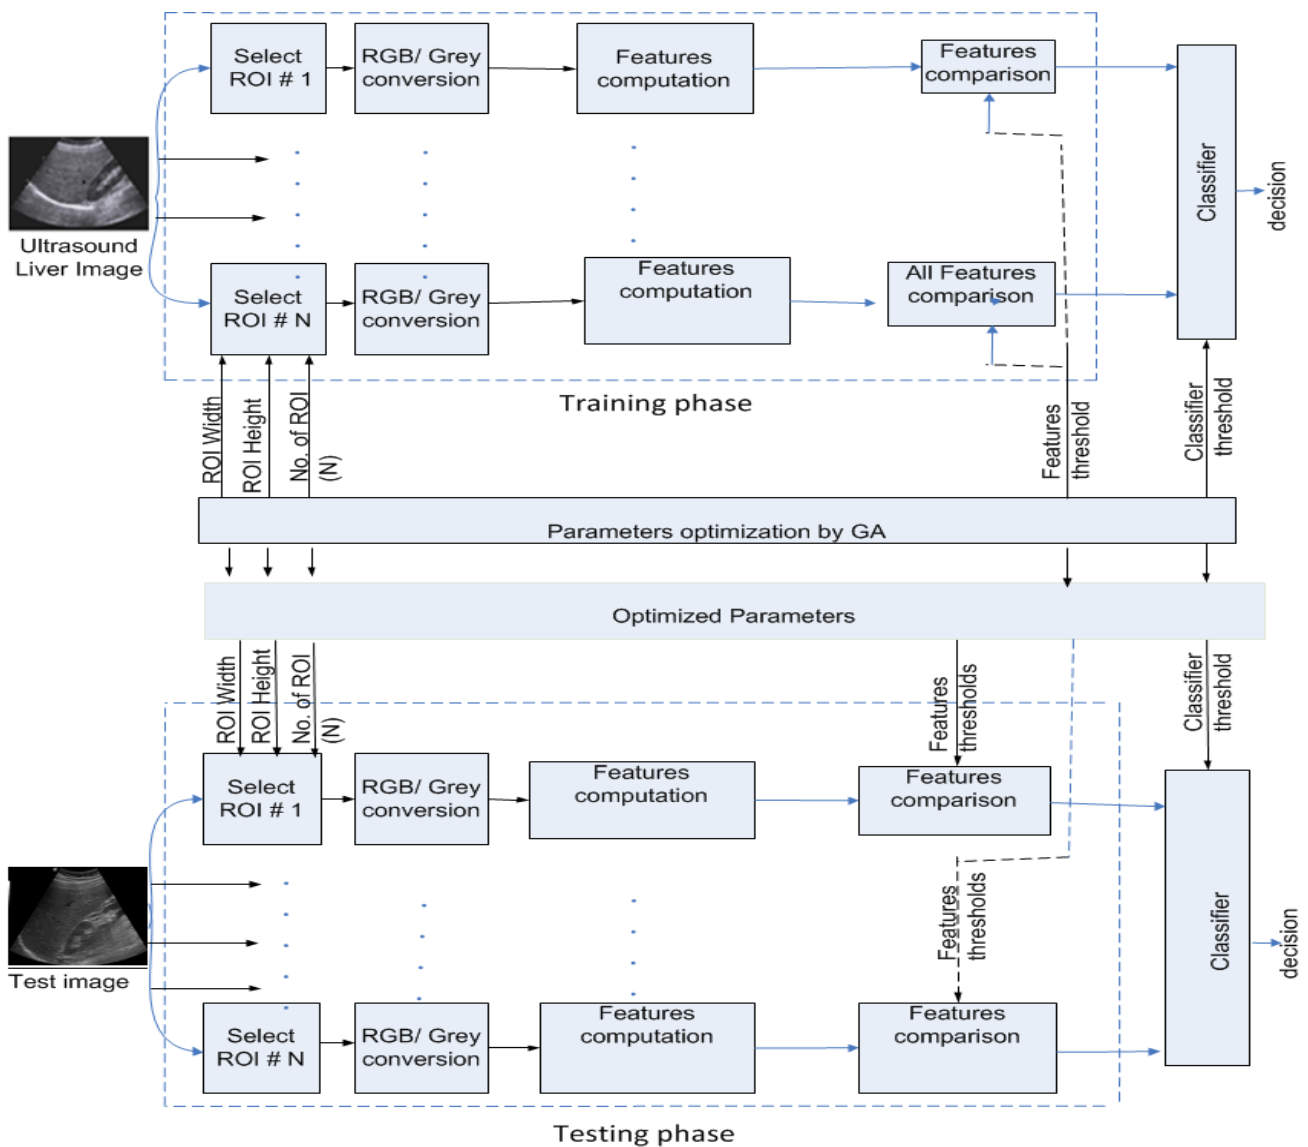 Select
ROI # 1
RGB/ Grey
conversion
Features
computation
Features
comparison
Ultrasound
Liver Image
Classifier
decision
Select
ROI # N
RGB/ Grey
conversion
Features
computation
All Features
comparison
Training phase
ROI Width
ROI Height
No. of ROI
(N)
Features
threshold
Classifier
threshold
Parameters optimization by GA
Optimized Parameters
ROI Width
ROI Height
No. of ROI
(N)
Features
thresholds
Classifier
threshold
Select
ROI # 1
RGB/ Grey
conversion
Features
computation
Features
comparison
Test image
Features
thresholds
Classifier
decision
Select
ROI # N
RGB/ Grey
conversion
Features
computation
Features
comparison
Testing phase